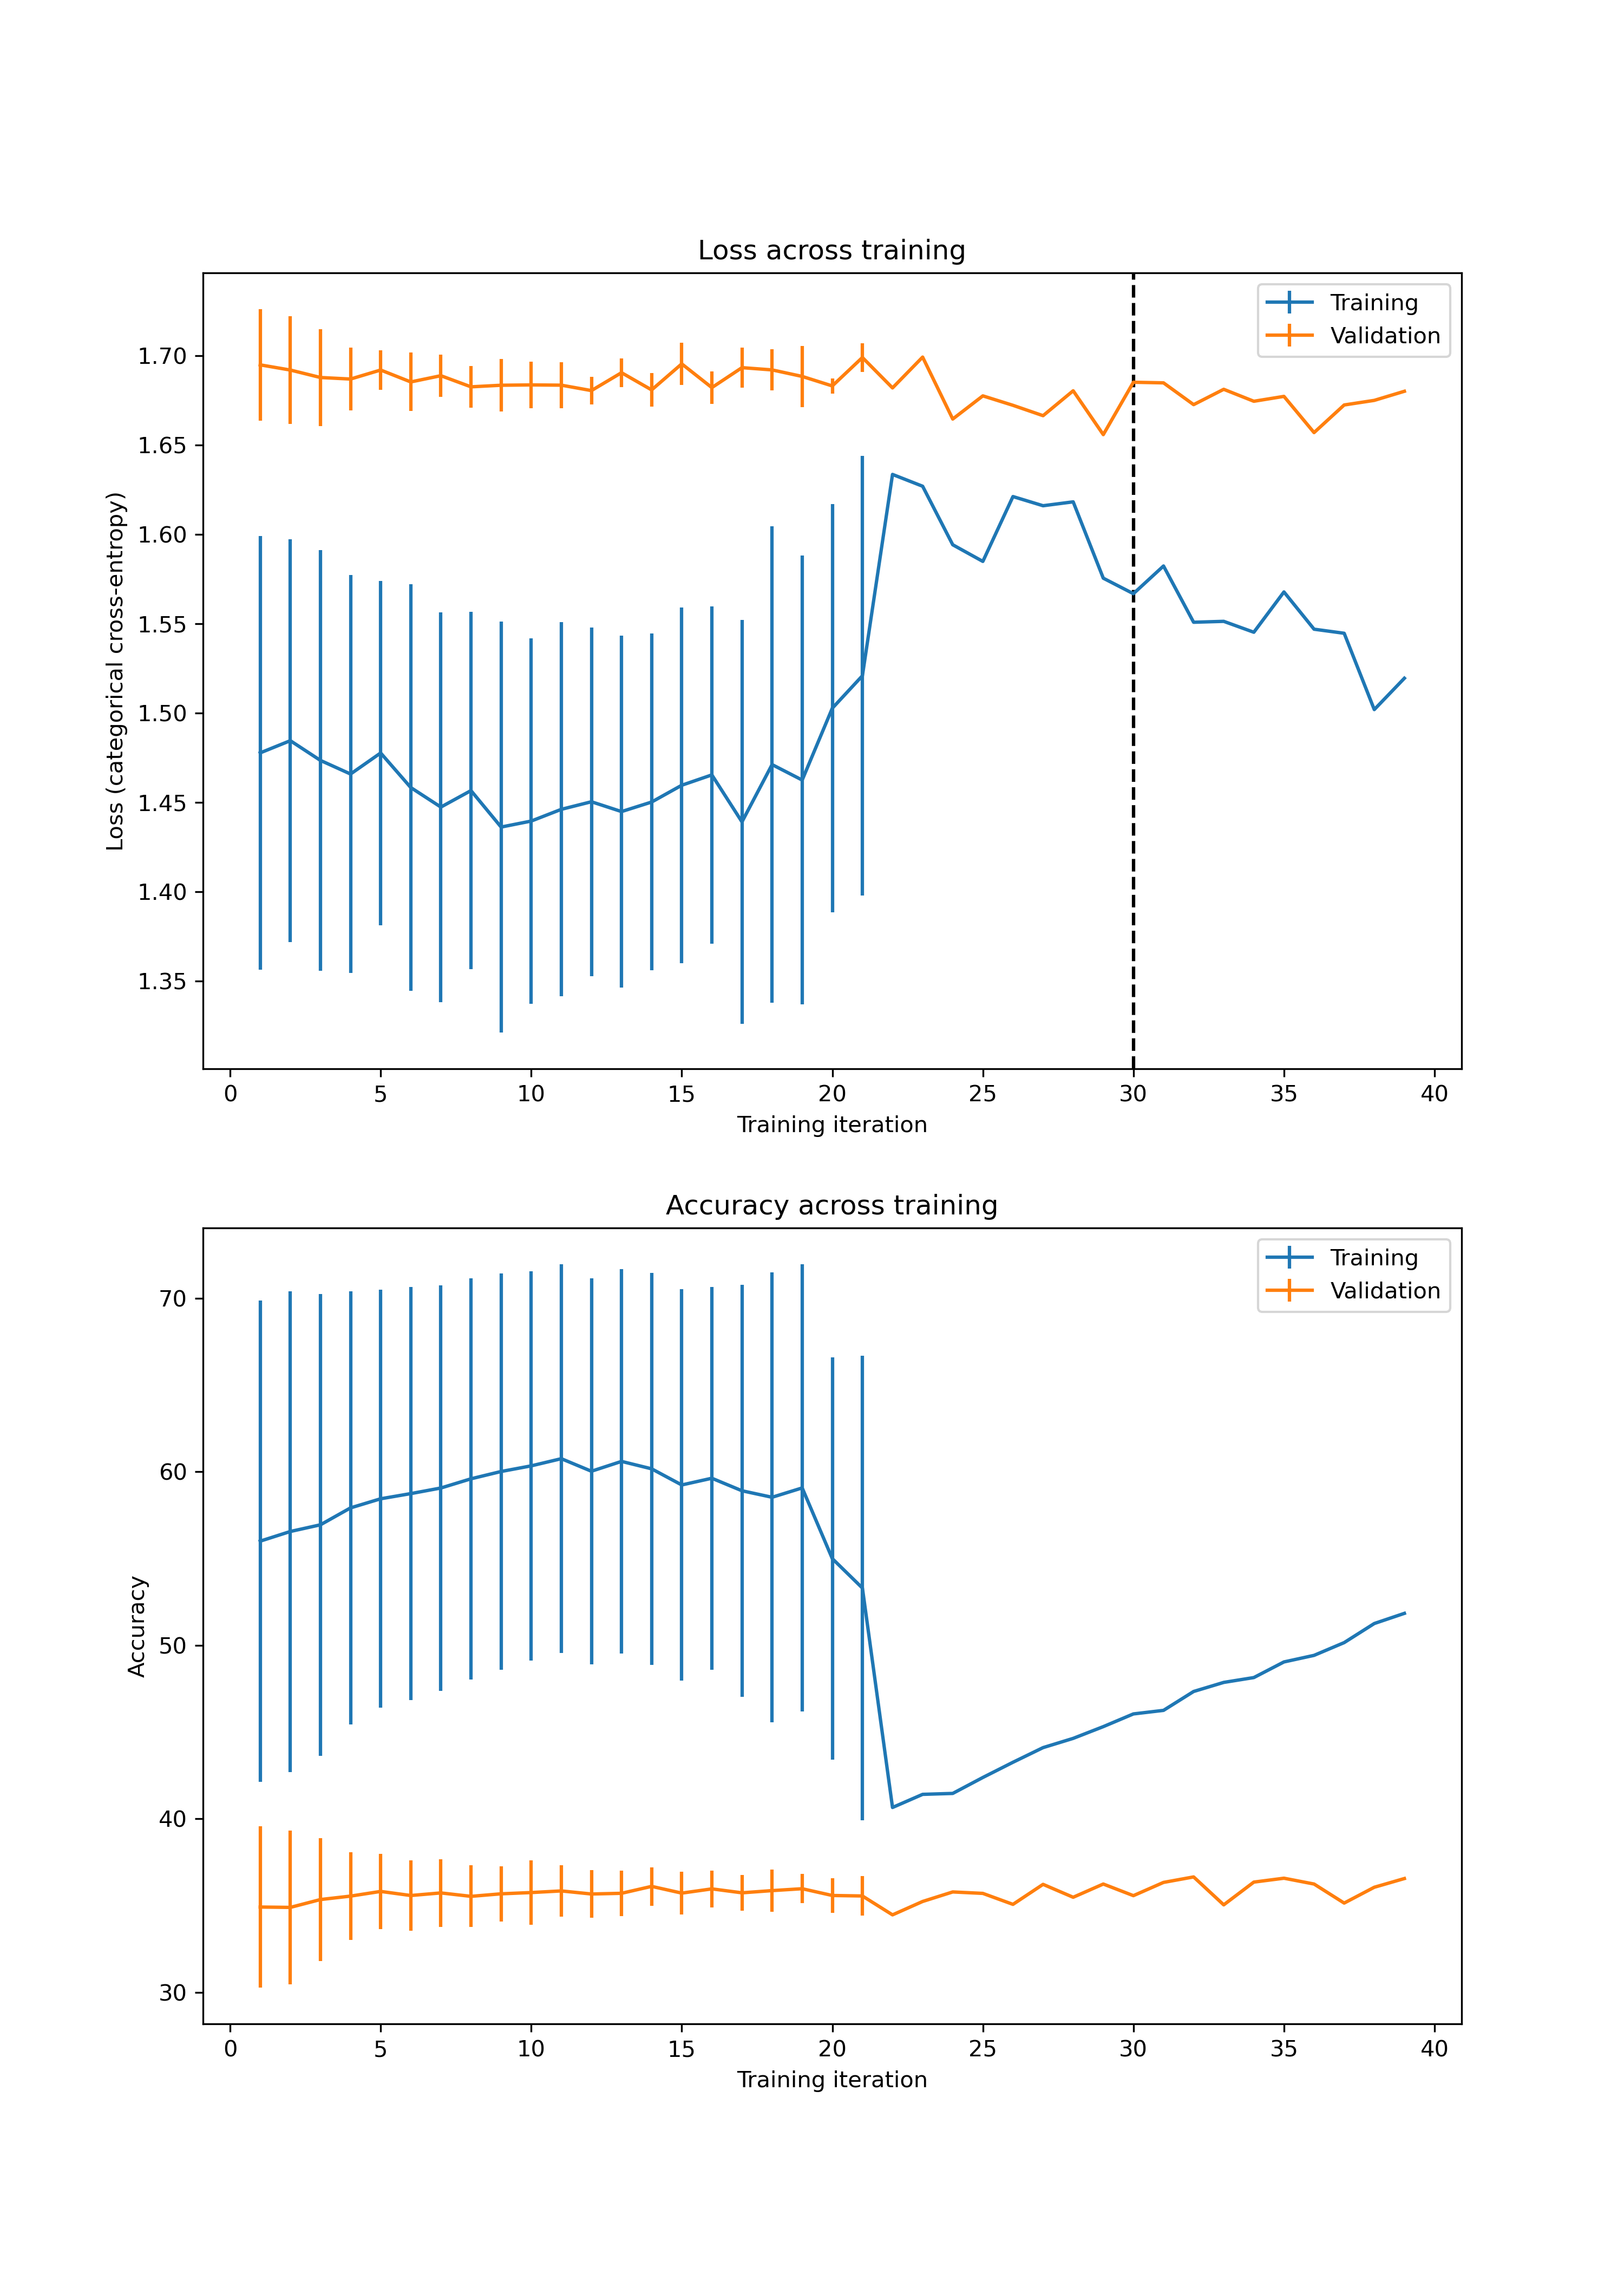 Loss across training
Training
Validation
1.70
1.65
1.60
1.55
1.50
1.45
1.40
1.35
Loss (categorical cross-entropy)
0 5 10 15 20 25 30 35 40
Training iteration
Accuracy across training
Training
Validation
70
60
50
40
30
Accuracy
0 5 10 15 20 25 30 35 40
Training iteration